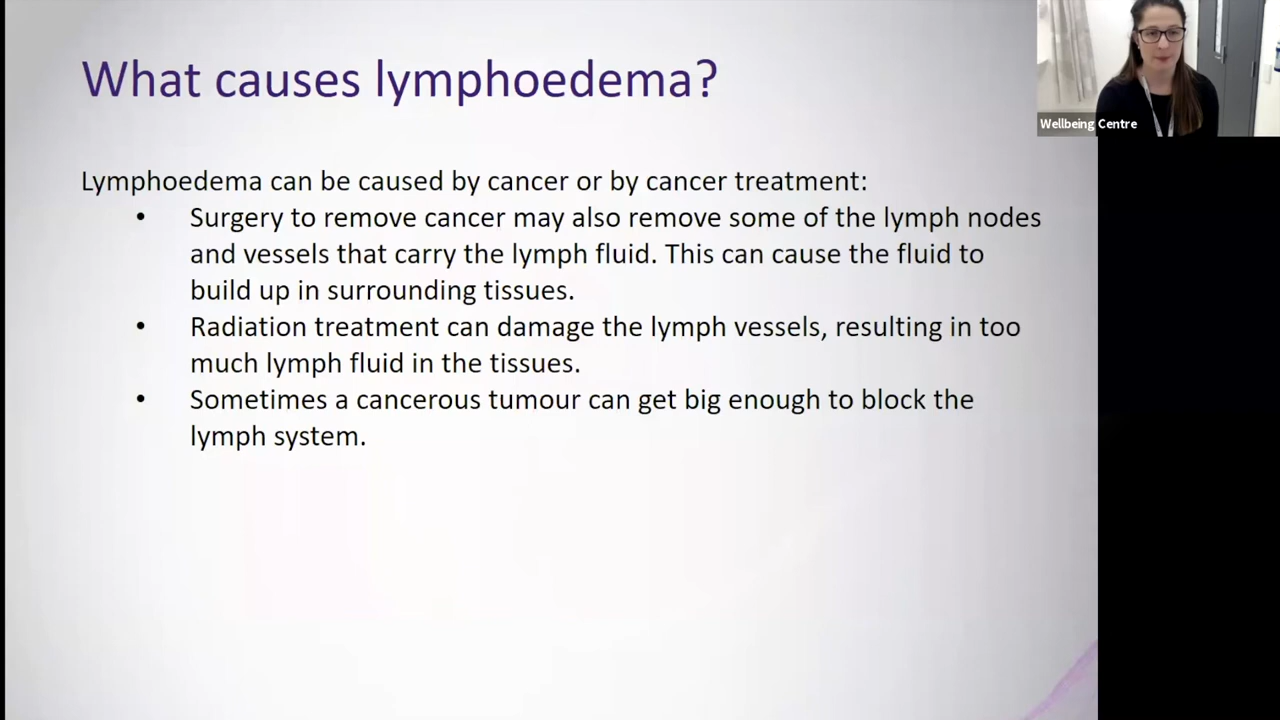 What causes lymphoedema?
Wellbeing Centre
Lymphoedema can be caused by cancer or by cancer treatment:
• Surgery to remove cancer may also remove some of the lymph nodes
and vessels that carry the lymph fluid. This can cause the fluid to
build up in surrounding tissues.
• Radiation treatment can damage the lymph vessels, resulting in too
much lymph fluid in the tissues.
• Sometimes a cancerous tumour can get big enough to block the
lymph system.